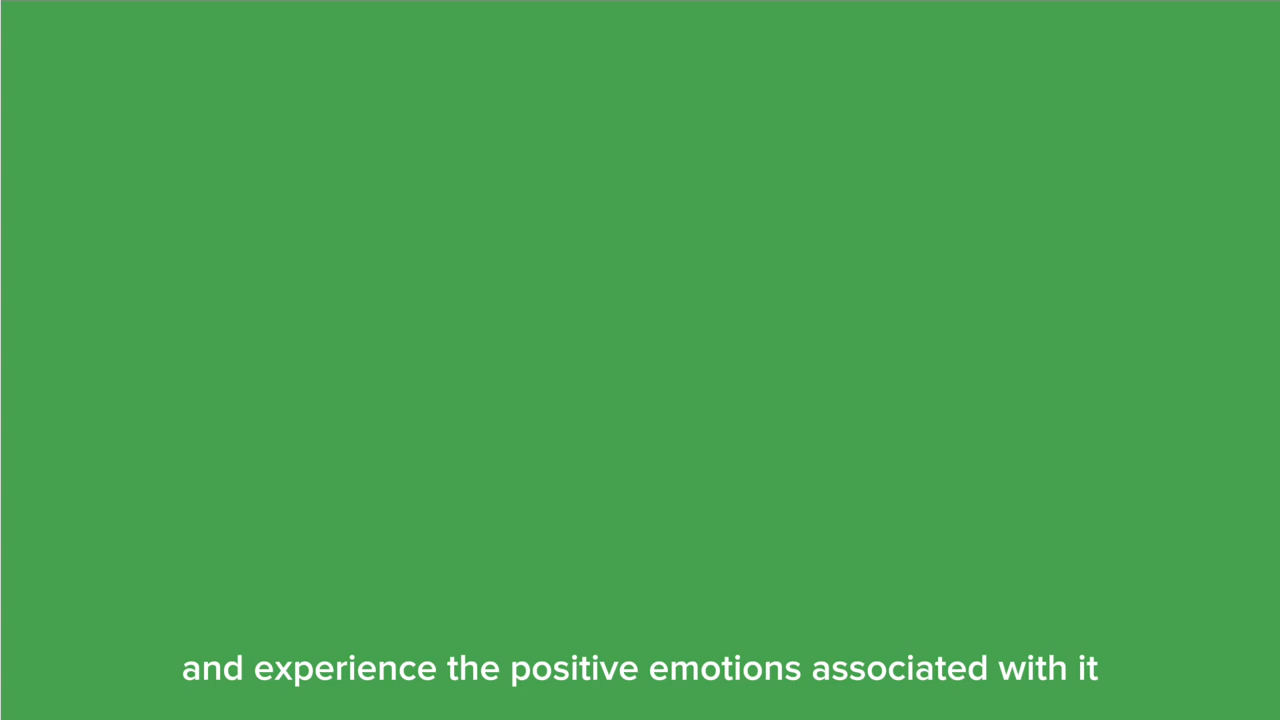 and experience the positive emotions associated with it